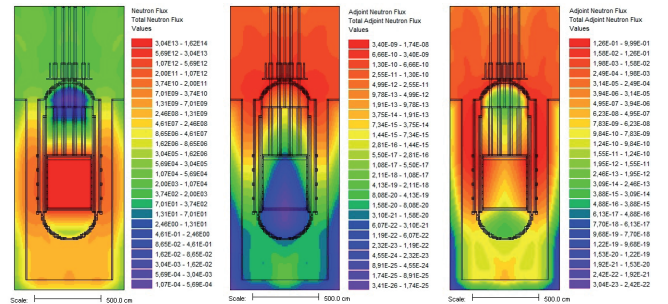 Neutron Flux
Total Neutron Flux
Values
3,04E13 - 1,62E14
5,69E12 - 3,04E13
1,07E12 - 5,69E12
2,00E11 - 1,07E12
3,74E10 - 2,00E11
7,01E09 - 3,74E10
1,31E09 - 7,01E09
2,46E08 - 1,31E09
4,61E07 - 2,46E08
8,65E06 - 4,61E07
1,62E06 - 8,65E06
3,04E05 - 1,62E06
5,69E04 - 3,04E05
1,07E04 - 5,69E04
2,00E03 - 1,07E04
3,74E02 - 2,00E03
7,01E01 - 3,74E02
1,31E01 - 7,01E01
2,46E00 - 1,31E01
4,61E-01 - 2,46E00
8,65E-02 - 4,61E-01
1,62E-02 - 8,65E-02
3,04E-03 - 1,62E-02
5,69E-04 - 3,04E-03
1,07E-04 - 5,69E-04
Scale:
500.0 cm
Adjoint Neutron Flux
Total Adjoint Neutron Flux
Values
3,40E-09 - 1,74E-08
6,66E-10 - 3,40E-09
1,30E-10 - 6,66E-10
2,55E-11 - 1,30E-10
4,99E-12 - 2,55E-11
9,78E-13 - 4,99E-12
1,91E-13 - 9,78E-13
3,75E-14 - 1,91E-13
7,34E-15 - 3,75E-14
1,44E-15 - 7,34E-15
2,81E-16 - 1,44E-15
5,50E-17 - 2,81E-16
1,08E-17 - 5,50E-17
2,11E-18 - 1,08E-17
4,13E-19 - 2,11E-18
8,08E-20 - 4,13E-19
1,58E-20 - 8,08E-20
3,10E-21 - 1,58E-20
6,07E-22 - 3,10E-21
1,19E-22 - 6,07E-22
2,32E-23 - 1,19E-22
4,55E-24 - 2,32E-23
8,91E-25 - 4,55E-24
1,74E-25 - 8,91E-25
3,41E-26 - 1,74E-25
Scale:
500.0 cm
Adjoint Neutron Flux
Total Adjoint Neutron Flux
Values
1,26E-01 - 9,99E-01
1,58E-02 - 1,26E-01
1,98E-03 - 1,58E-02
2,49E-04 - 1,98E-03
3,14E-05 - 2,49E-04
3,94E-06 - 3,14E-05
4,95E-07 - 3,94E-06
6,23E-08 - 4,95E-07
7,83E-09 - 6,23E-08
9,84E-10 - 7,83E-09
1,24E-10 - 9,84E-10
1,55E-11 - 1,24E-10
1,95E-12 - 1,55E-11
2,46E-13 - 1,95E-12
3,09E-14 - 2,46E-13
3,88E-15 - 3,09E-14
4,88E-16 - 3,88E-15
6,13E-17 - 4,88E-16
7,70E-18 - 6,13E-17
9,68E-19 - 7,70E-18
1,22E-19 - 9,68E-19
1,53E-20 - 1,22E-19
1,92E-21 - 1,53E-20
2,42E-22 - 1,92E-21
3,04E-23 - 2,42E-22
Scale:
500.0 cm